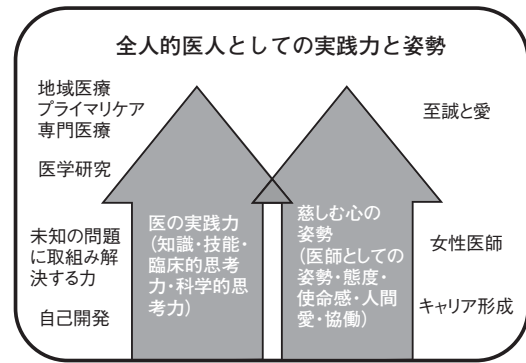 全人的医人としての実践力と姿勢
地域医療
プライマリケア
専門医療
医学研究
未知の問題
に取組み解
決する力
自己開発
医の実践力
(知識・技能・
臨床的思考
力・科学的思
考力)
慈しむ心の
姿勢
(医師としての
姿勢・態度・
使命感・人間
愛・協働)
至誠と愛
女性医師
キャリア形成